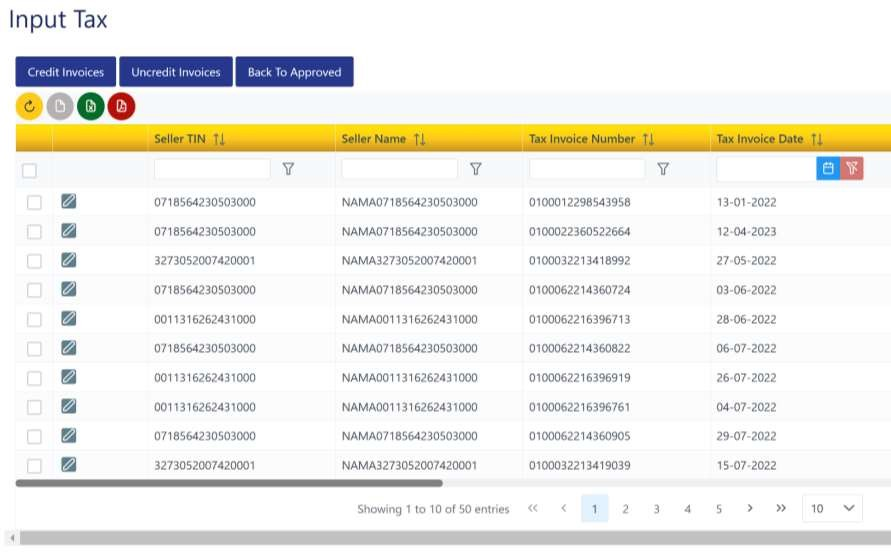 Input Tax
Credit Invoices Uncredit Invoices Back To Approved
Seller TIN Seller Name Tax Invoice Number Tax Invoice Date
0718564230503000 NAMA0718564230503000 0100012298543958 13-01-2022
0718564230503000 NAMA0718564230503000 0100022360522664 12-04-2023
3273052007420001 NAMA3273052007420001 0100032213418992 27-05-2022
0718564230503000 NAMA0718564230503000 0100062214360724 03-06-2022
0011316262431000 NAMA0011316262431000 0100062216396713 28-06-2022
0718564230503000 NAMA0718564230503000 0100062214360822 06-07-2022
0011316262431000 NAMA0011316262431000 0100062216396919 26-07-2022
0011316262431000 NAMA0011316262431000 0100062216396761 04-07-2022
0718564230503000 NAMA0718564230503000 0100062214360905 29-07-2022
3273052007420001 NAMA3273052007420001 0100032213419039 15-07-2022
Showing 1 to 10 of 50 entries « ‹ 1 2 3 4 5 › » 10